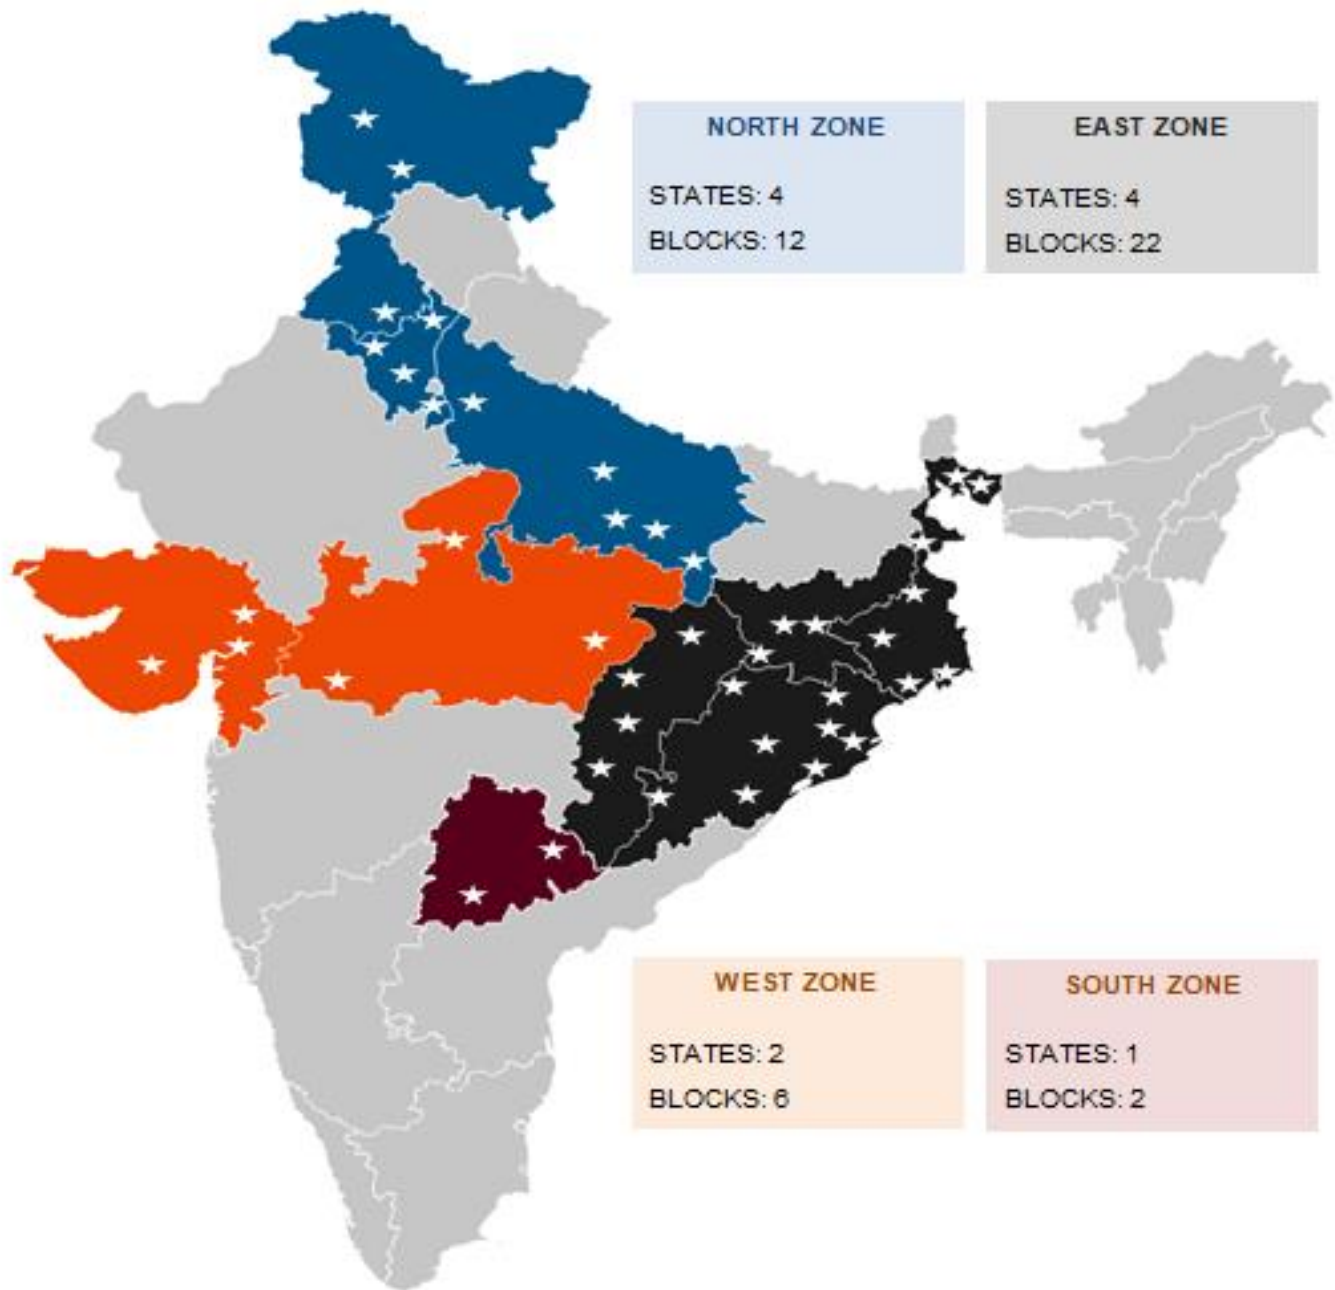 NORTH ZONE
STATES: 4
BLOCKS: 12
EAST ZONE
STATES: 4
BLOCKS: 22
WEST ZONE
STATES: 2
BLOCKS: 6
SOUTH ZONE
STATES: 1
BLOCKS: 2